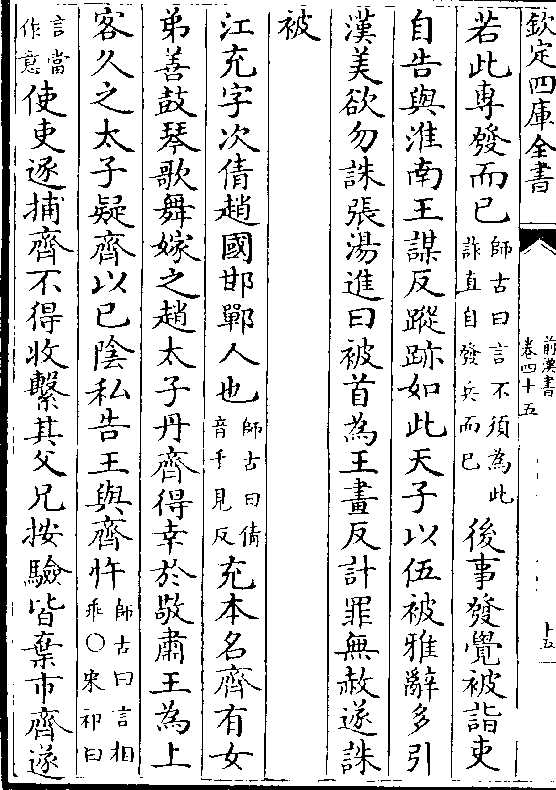 欽定四庫全書
前漢書
卷四十五
十五
若此專發而已師古曰言不須為此
詐直自發兵而已後事發覺被詣吏
自告與淮南王謀反蹤跡如此天子以伍被雅辭多引
漢美欲勿誅張湯進曰被首為王畫反計罪無赦遂誅
被
江充字次倩趙國邯鄲人也師古曰倩
音千見反充本名齊有女
弟善鼓琴歌舞嫁之趙太子丹齊得幸於敬肅王為上
客久之太子疑齊以已陰私告王與齊忤師古曰言相
乖○宋祁曰
言當
作意使吏逐捕齊不得收繫其父兄按驗皆棄市齊遂